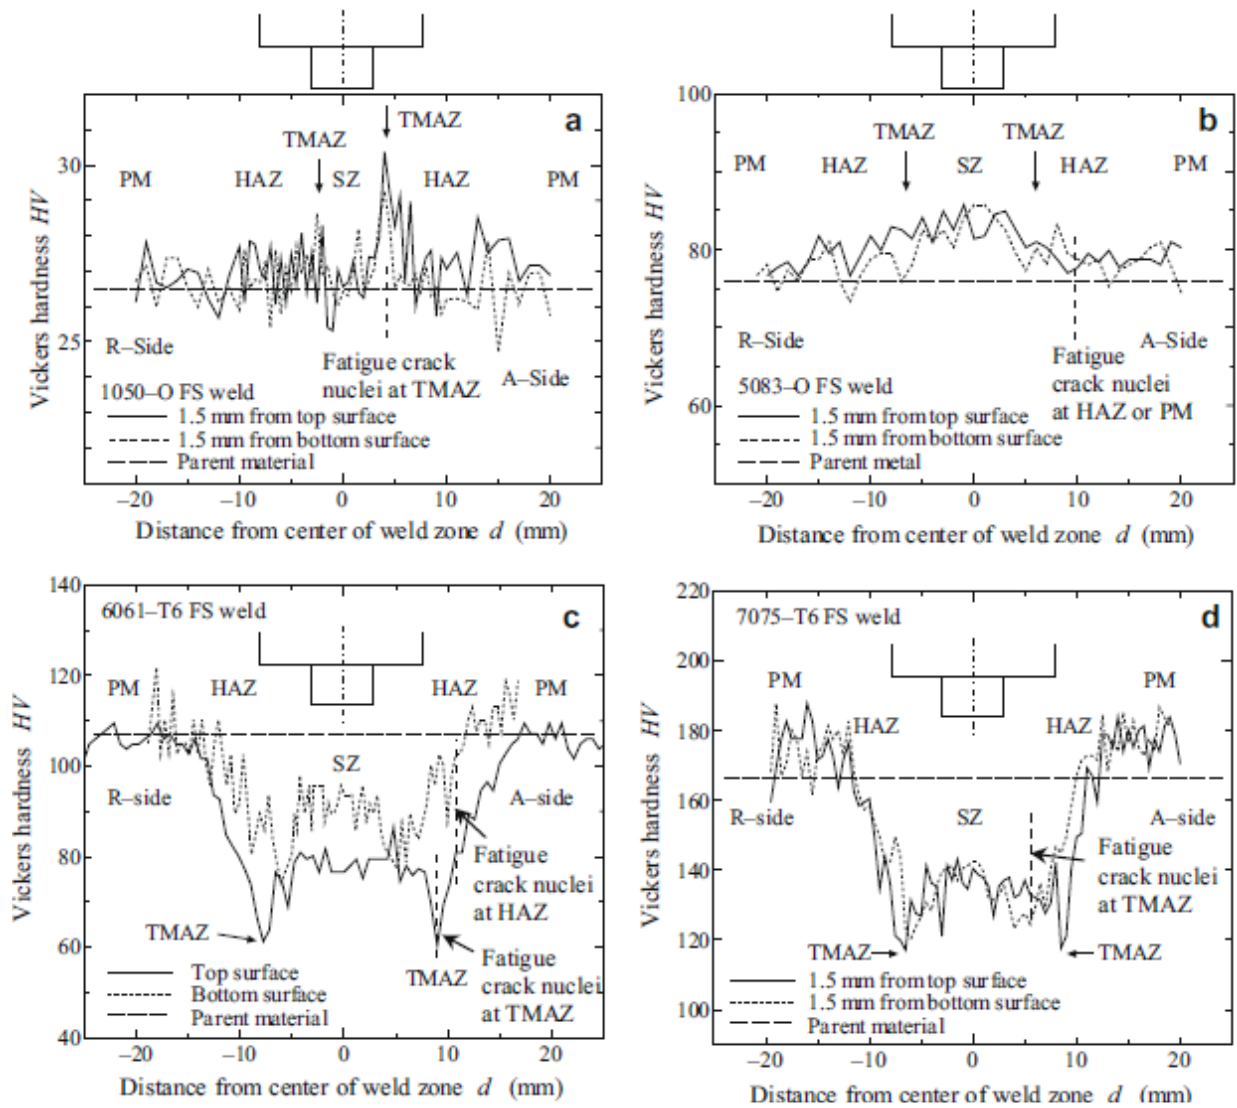 a
TMAZ
TMAZ
PM
HAZ
SZ
HAZ
PM
30
25
Vickers hardness HV
R–Side
Fatigue crack
nuclei at TMAZ
A–Side
1050–O FS weld
1.5 mm from top surface
1.5 mm from bottom surface
Parent material
–20
–10
0
10
20
Distance from center of weld zone d (mm)
b
100
80
60
Vickers hardness HV
TMAZ
TMAZ
PM
HAZ
SZ
HAZ
PM
R–Side
A–Side
Fatigue
crack nuclei
at HAZ or PM
5083–O FS weld
1.5 mm from top surface
1.5 mm from bottom surface
Parent metal
–20
–10
0
10
20
Distance from center of weld zone d (mm)
140
120
100
80
60
40
Vickers hardness HV
6061–T6 FS weld
c
PM
HAZ
HAZ
PM
SZ
R–side
A–side
Fatigue
crack nuclei
at HAZ
TMAZ
TMAZ
Fatigue
crack nuclei
at TMAZ
Top surface
Bottom surface
Parent material
–20
–10
0
10
20
Distance from center of weld zone d (mm)
220
200
180
160
140
120
100
Vickers hardness HV
7075–T6 FS weld
d
PM
HAZ
HAZ
PM
R–side
SZ
A–side
Fatigue
crack nuclei
at TMAZ
TMAZ
TMAZ
1.5 mm from top surface
1.5 mm from bottom surface
Parent material
–20
–10
0
10
20
Distance from center of weld zone d (mm)